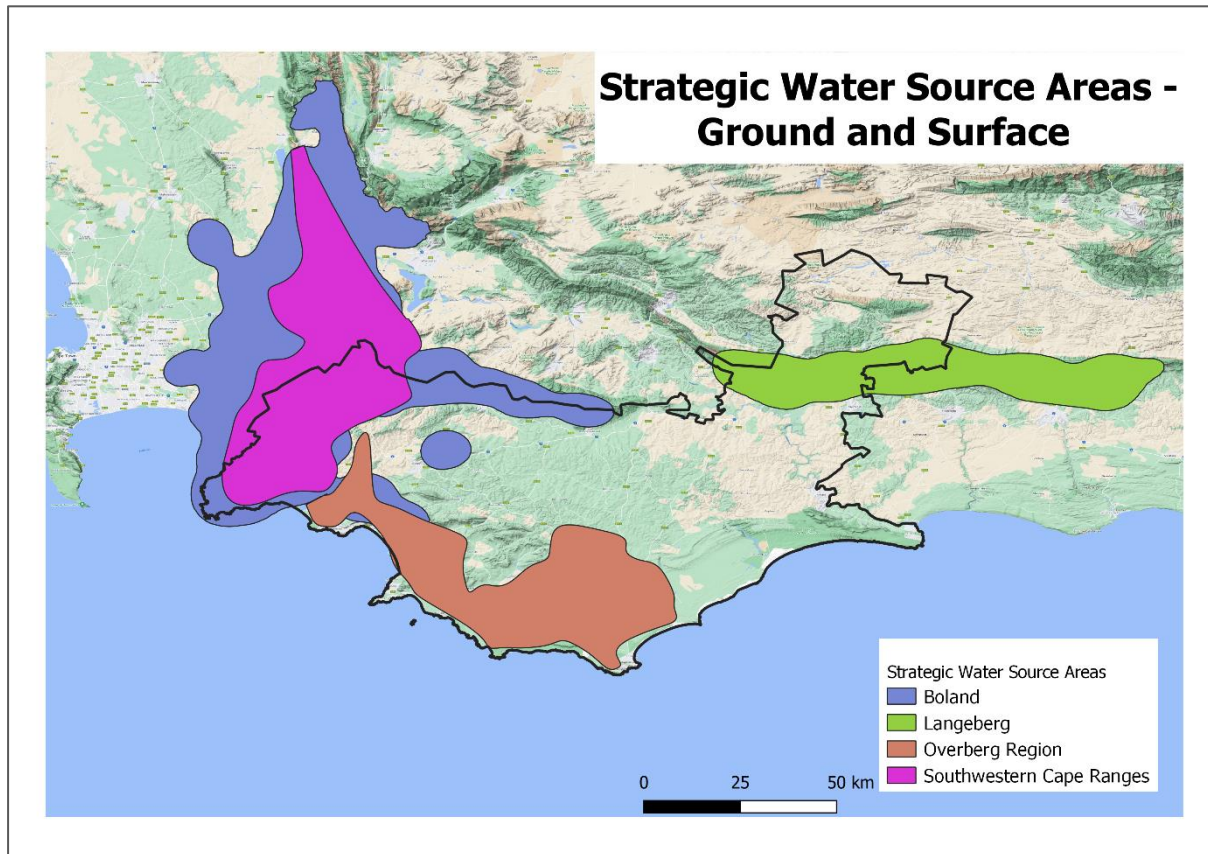 Strategic Water Source Areas -
Ground and Surface
Strategic Water Source Areas
Boland
Langeberg
Overberg Region
Southwestern Cape Ranges
0 25 50 km